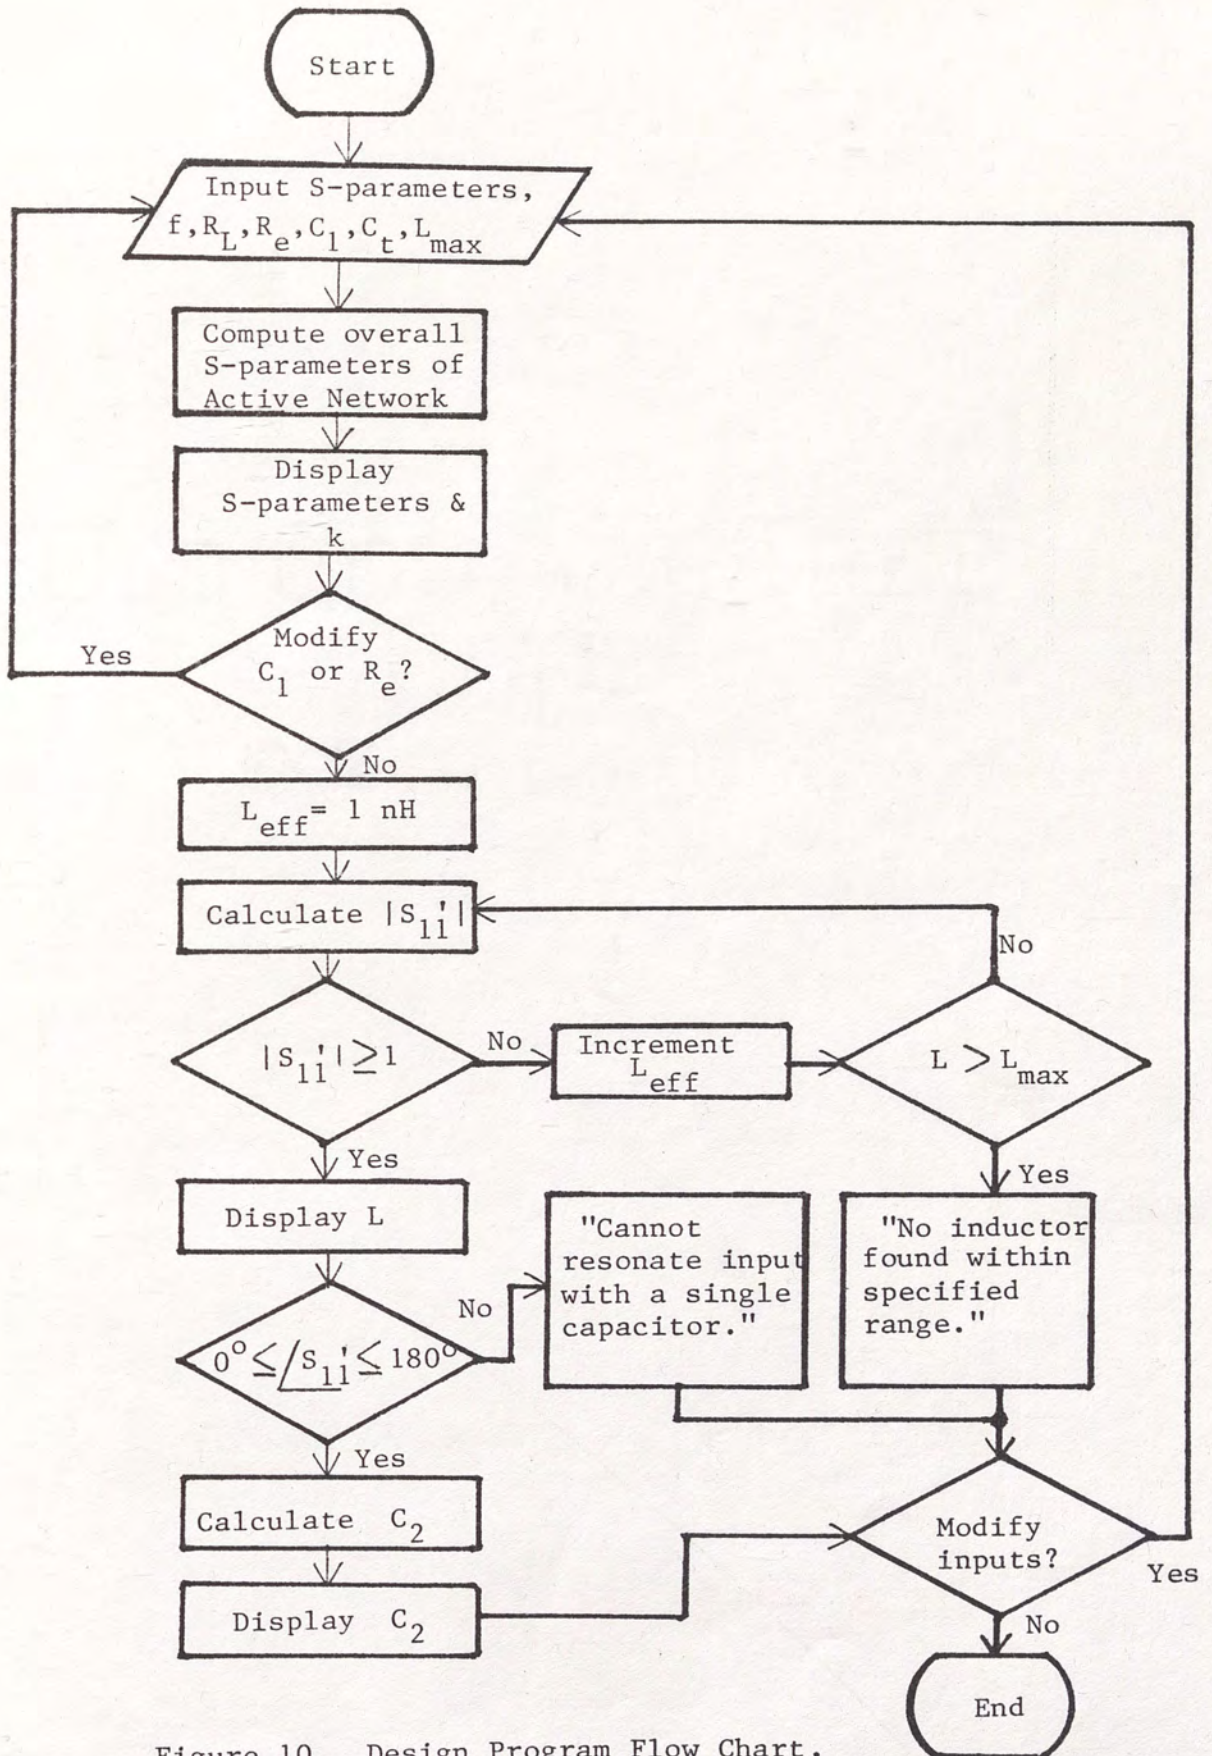 Start
Input S-parameters,
f,R_L,R_e,C_1,C_t,L_max
Compute overall
S-parameters of
Active Network
Display
S-parameters &
k
Modify
C_1 or R_e?
Yes
No
L_eff= 1 nH
Calculate |S_11'|
No
|S_11'| ≥ 1
No
Increment
L_eff
L > L_max
Yes
Yes
Display L
"Cannot
resonate input
with a single
capacitor."
"No inductor
found within
specified
range."
No
0° ≤ /S_11' ≤ 180°
Yes
Calculate C_2
Modify
inputs?
Yes
Display C_2
No
End
Figure 10. Design Program Flow Chart.